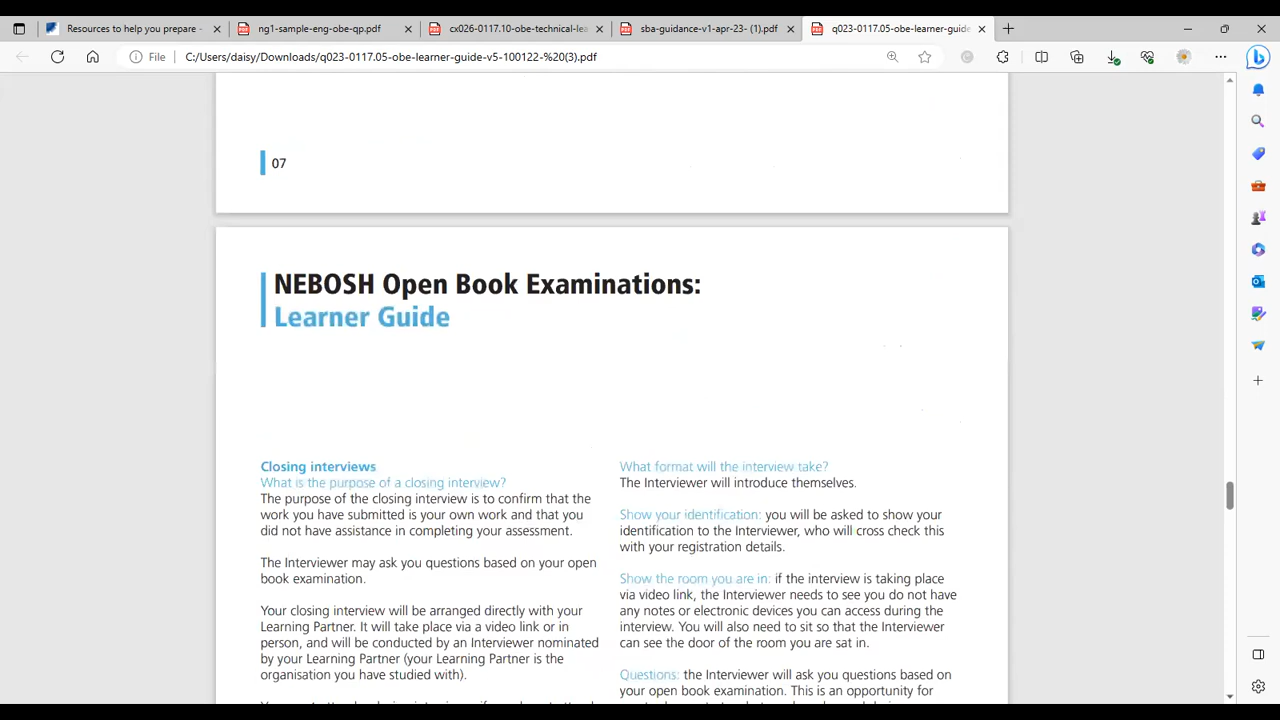 Resources to help you prepare -
ng1-sample-eng-obe-qp.pdf
cx026-0117.10-obe-technical-lea
sba-guidance-v1-apr-23- (1).pdf
q023-0117.05-obe-learner-guide
File
C:/Users/daisy/Downloads/q023-0117.05-obe-learner-guide-v5-100122-%20(3).pdf
07
NEBOSH Open Book Examinations:
Learner Guide
Closing interviews
What is the purpose of a closing interview?
The purpose of the closing interview is to confirm that the
work you have submitted is your own work and that you
did not have assistance in completing your assessment.
The Interviewer may ask you questions based on your open
book examination.
Your closing interview will be arranged directly with your
Learning Partner. It will take place via a video link or in
person, and will be conducted by an Interviewer nominated
by your Learning Partner (your Learning Partner is the
organisation you have studied with).
What format will the interview take?
The Interviewer will introduce themselves.
Show your identification: you will be asked to show your
identification to the Interviewer, who will cross check this
with your registration details.
Show the room you are in: if the interview is taking place
via video link, the Interviewer needs to see you do not have
any notes or electronic devices you can access during the
interview. You will also need to sit so that the Interviewer
can see the door of the room you are sat in.
Questions: the Interviewer will ask you questions based on
your open book examination. This is an opportunity for